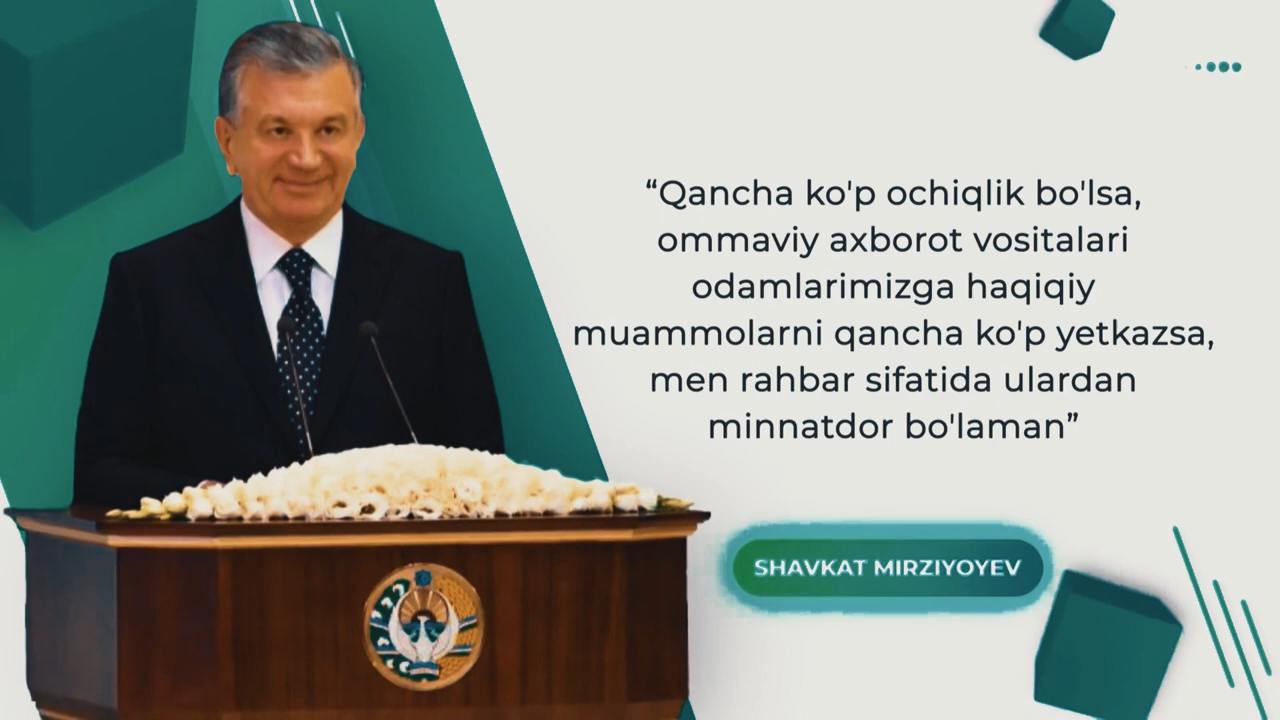 “Qancha ko'p ochiqlik bo'lsa,
ommaviy axborot vositalari
odamlarimizga haqiqiy
muammolarni qancha ko'p yetkazsa,
men rahbar sifatida ulardan
minnatdor bo'laman”
SHAVKAT MIRZIYOYEV